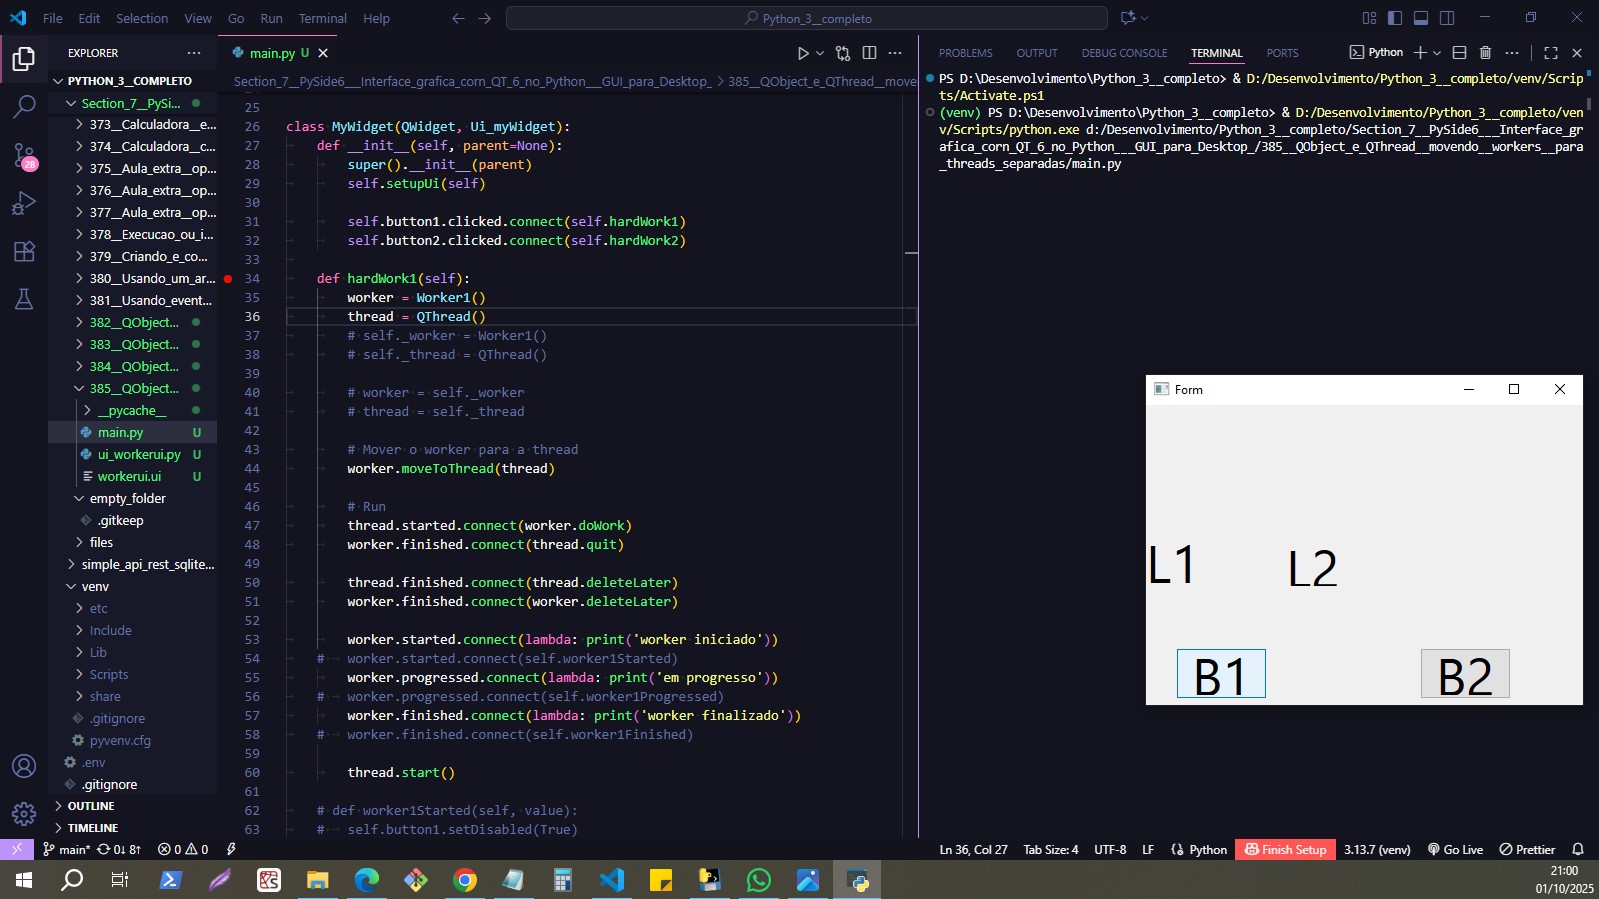 File Edit Selection View Go Run Terminal Help
Python_3__completo
EXPLORER
PYTHON_3__COMPLETO
Section_7__PySi...
373__Calculadora__e...
374__Calculadora__c...
375__Aula_extra__op...
376__Aula_extra__op...
377__Aula_extra__op...
378__Execucao_ou_i...
379__Criando_e_co...
380__Usando_um_ar...
381__Usando_event...
382__QObject...
383__QObject...
384__QObject...
385__QObject...
__pycache__
main.py U
ui_workerui.py U
workerui.ui U
empty_folder
.gitkeep
files
simple_api_rest_sqlite...
venv
etc
Include
Lib
Scripts
share
.gitignore
pyvenv.cfg
.env
.gitignore
OUTLINE
TIMELINE
28
main.py U
Section_7__PySide6___Interface_grafica_corn_QT_6_no_Python___GUI_para_Desktop_ > 385__QObject_e_QThread__move
25
26 class MyWidget(QWidget, Ui_myWidget):
27 def __init__(self, parent=None):
28 super().__init__(parent)
29 self.setupUi(self)
30
31 self.button1.clicked.connect(self.hardWork1)
32 self.button2.clicked.connect(self.hardWork2)
33
34 def hardWork1(self):
35 worker = Worker1()
36 thread = QThread()
37 # self._worker = Worker1()
38 # self._thread = QThread()
39
40 # worker = self._worker
41 # thread = self._thread
42
43 # Mover o worker para a thread
44 worker.moveToThread(thread)
45
46 # Run
47 thread.started.connect(worker.doWork)
48 worker.finished.connect(thread.quit)
49
50 thread.finished.connect(thread.deleteLater)
51 worker.finished.connect(worker.deleteLater)
52
53 worker.started.connect(lambda: print('worker iniciado'))
54 # worker.started.connect(self.worker1Started)
55 worker.progressed.connect(lambda: print('em progresso'))
56 # worker.progressed.connect(self.worker1Progressed)
57 worker.finished.connect(lambda: print('worker finalizado'))
58 # worker.finished.connect(self.worker1Finished)
59
60 thread.start()
61
62 # def worker1Started(self, value):
63 # self.button1.setDisabled(True)
PROBLEMS OUTPUT DEBUG CONSOLE TERMINAL PORTS Python
PS D:\Desenvolvimento\Python_3__completo> & D:/Desenvolvimento/Python_3__completo/venv/Scrip
ts/Activate.ps1
(venv) PS D:\Desenvolvimento\Python_3__completo> & D:/Desenvolvimento/Python_3__completo/ven
v/Scripts/python.exe d:/Desenvolvimento/Python_3__completo/Section_7__PySide6___Interface_gr
afica_corn_QT_6_no_Python___GUI_para_Desktop_/385__QObject_e_QThread__movendo__workers__para
_threads_separadas/main.py
Form
L1 L2
B1 B2
main* 0↓ 8↑ 0 0
Ln 36, Col 27 Tab Size: 4 UTF-8 LF Python Finish Setup 3.13.7 (venv) Go Live Prettier
21:00
01/10/2025